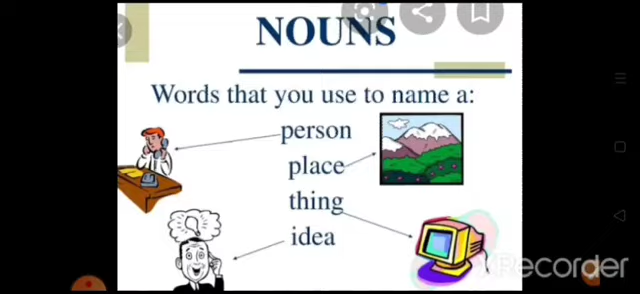 NOUNS
Words that you use to name a:
person
place
thing
idea
XRecorder